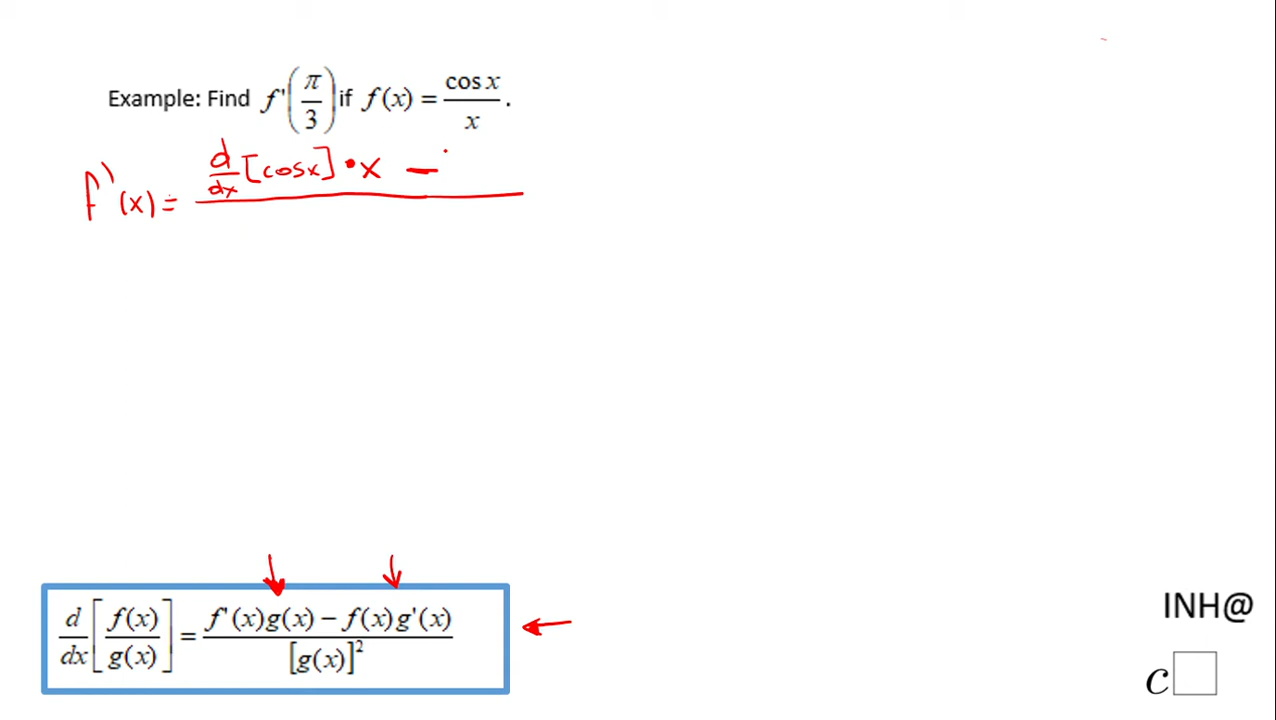 Example: Find f'(π/3) if f(x) = cos x / x .
f'(x) = d/dx [cosx] • x −
d/dx [f(x)/g(x)] = f'(x)g(x) − f(x)g'(x) / [g(x)]²
INH@
c